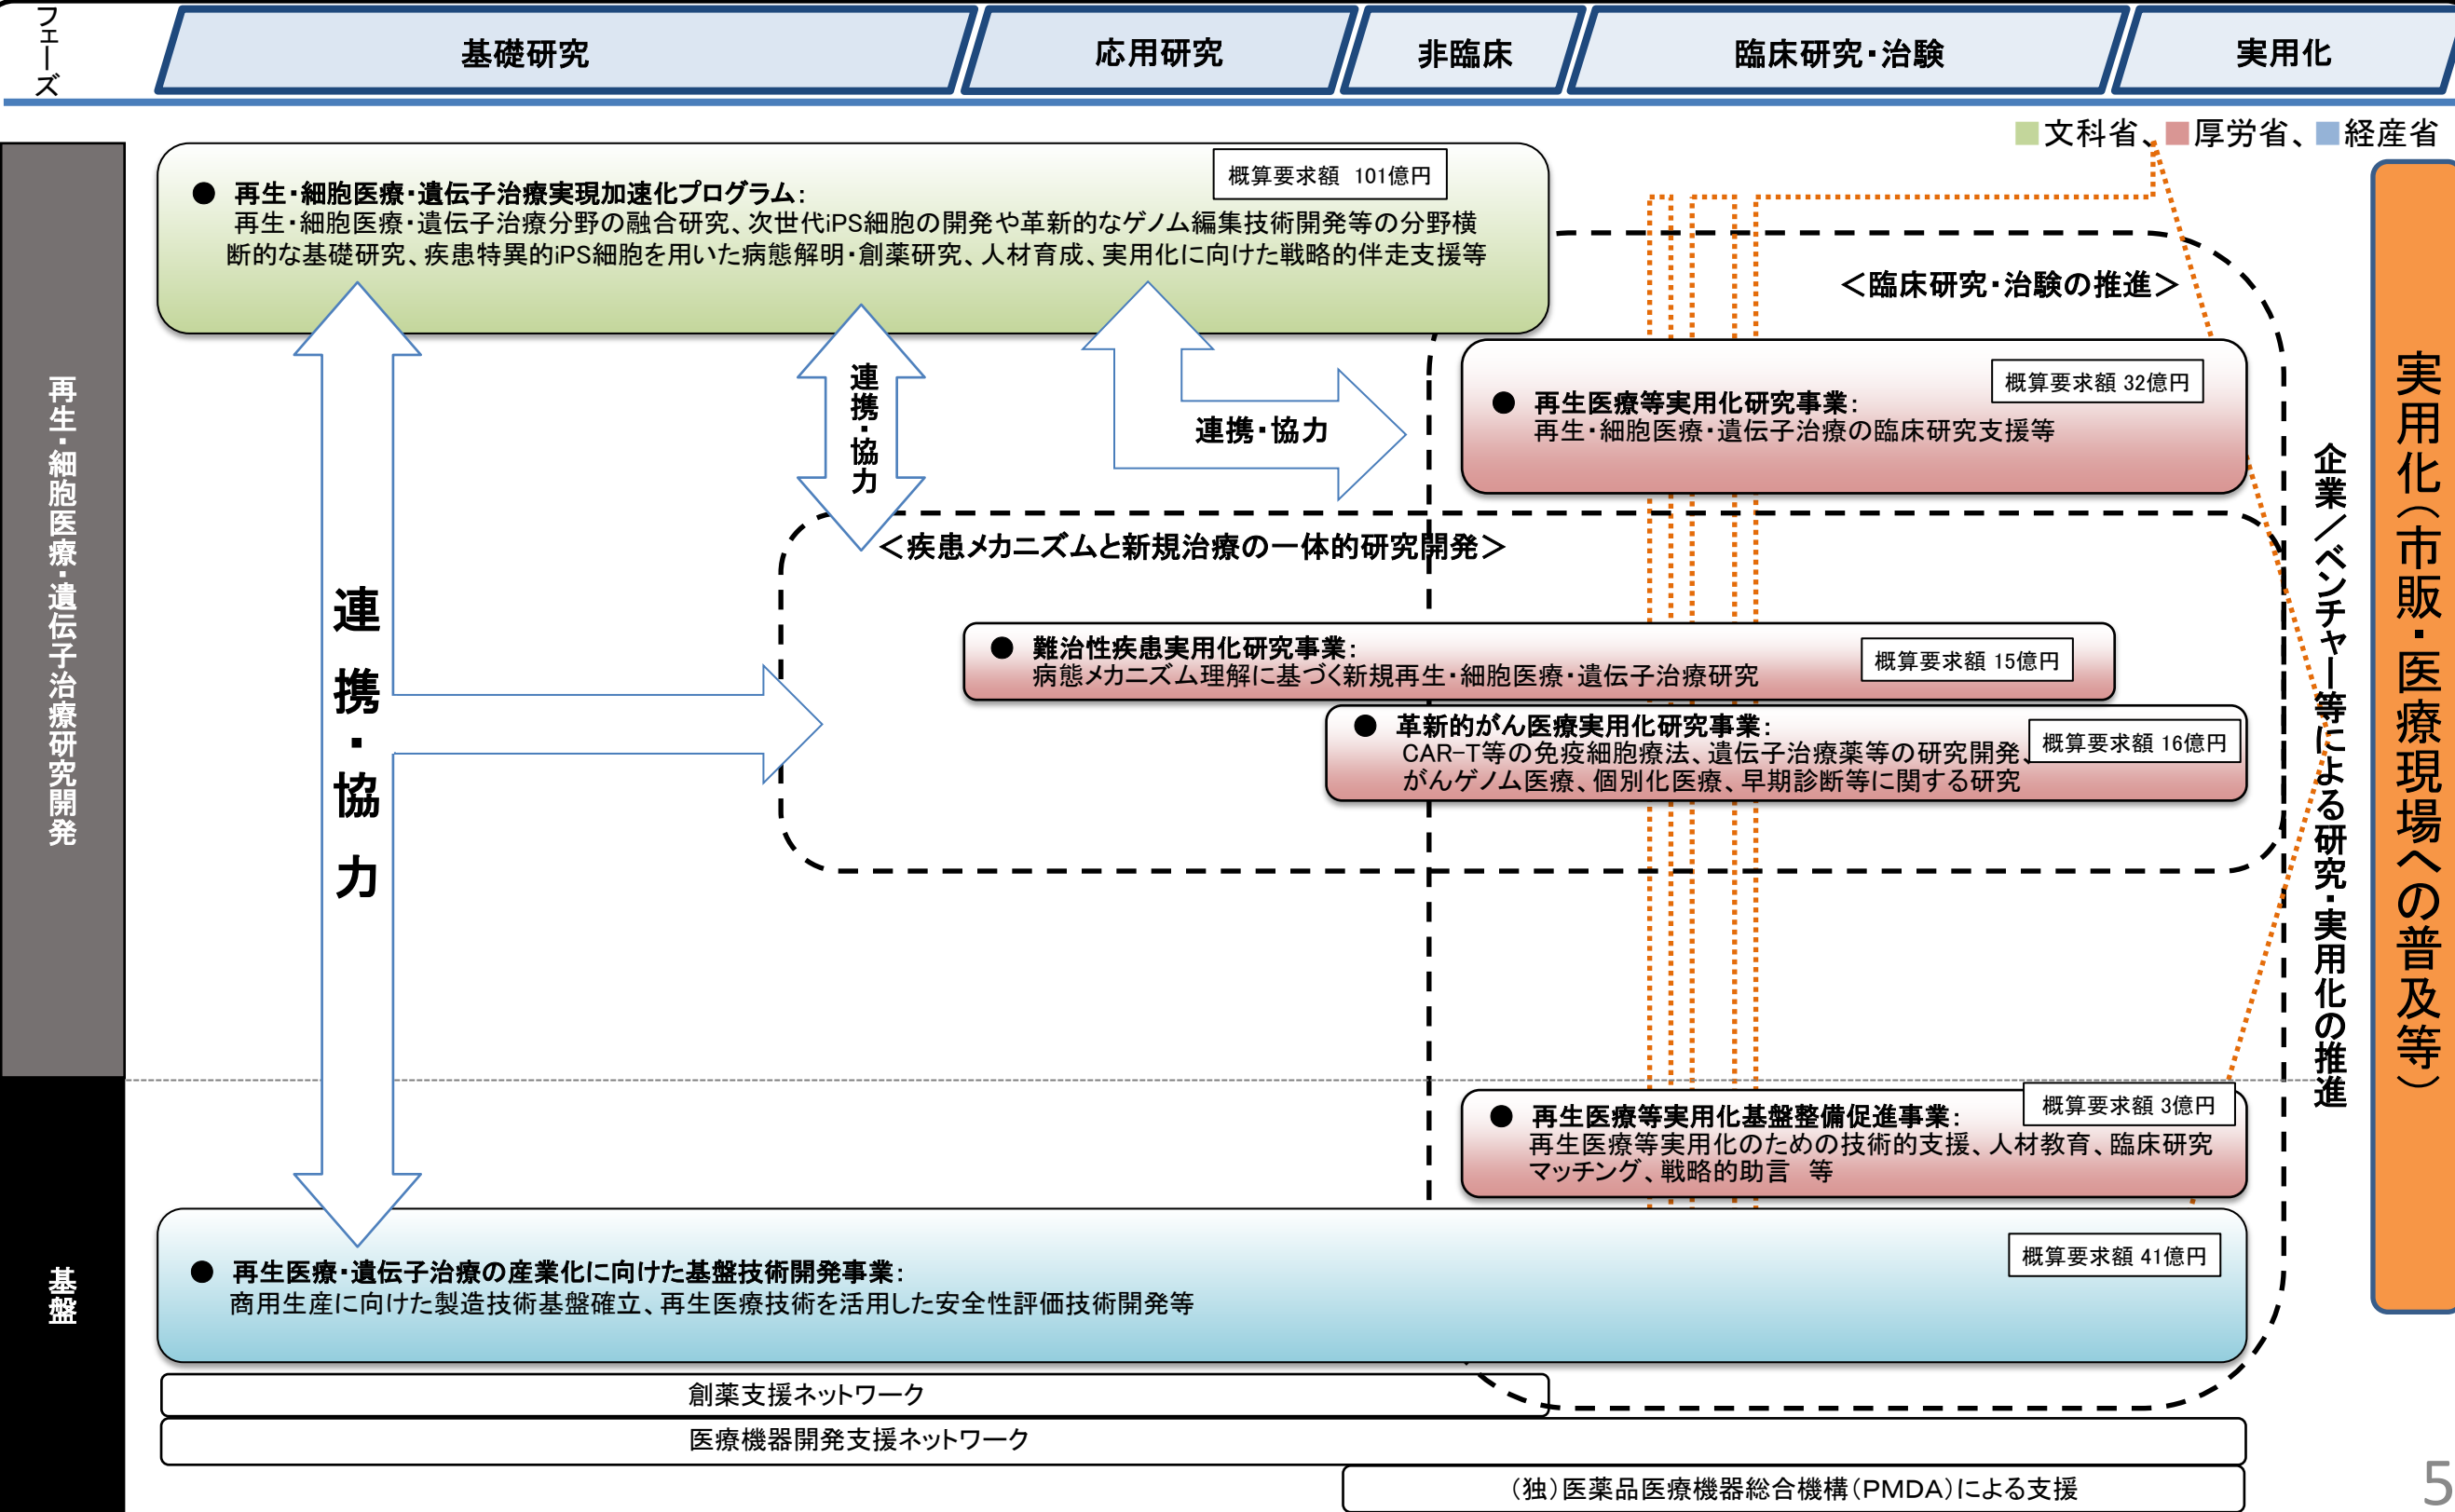 フェーズ
基礎研究
応用研究
非臨床
臨床研究・治験
実用化
■文科省、■厚労省、■経産省
再生・細胞医療・遺伝子治療研究開発
概算要求額 101億円
● 再生・細胞医療・遺伝子治療実現加速化プログラム：
再生・細胞医療・遺伝子治療分野の融合研究、次世代iPS細胞の開発や革新的なゲノム編集技術開発等の分野横
断的な基礎研究、疾患特異的iPS細胞を用いた病態解明・創薬研究、人材育成、実用化に向けた戦略的伴走支援等
＜臨床研究・治験の推進＞
概算要求額 32億円
● 再生医療等実用化研究事業：
再生・細胞医療・遺伝子治療の臨床研究支援等
連携・協力
連携・協力
連携・協力
＜疾患メカニズムと新規治療の一体的研究開発＞
● 難治性疾患実用化研究事業：
病態メカニズム理解に基づく新規再生・細胞医療・遺伝子治療研究
概算要求額 15億円
● 革新的がん医療実用化研究事業：
CAR-T等の免疫細胞療法、遺伝子治療薬等の研究開発、
がんゲノム医療、個別化医療、早期診断等に関する研究
概算要求額 16億円
企業／ベンチャー等による研究・実用化の推進
実用化（市販・医療現場への普及等）
基盤
概算要求額 3億円
● 再生医療等実用化基盤整備促進事業：
再生医療等実用化のための技術的支援、人材教育、臨床研究
マッチング、戦略的助言　等
概算要求額 41億円
● 再生医療・遺伝子治療の産業化に向けた基盤技術開発事業：
商用生産に向けた製造技術基盤確立、再生医療技術を活用した安全性評価技術開発等
創薬支援ネットワーク
医療機器開発支援ネットワーク
（独）医薬品医療機器総合機構（PMDA）による支援
5